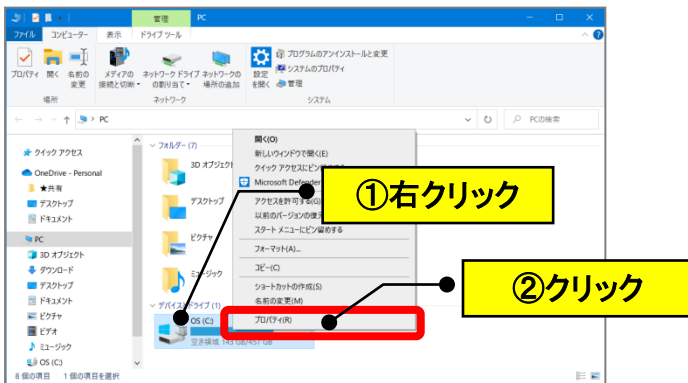 管理
PC
ファイル
コンピューター
表示
ドライブ ツール
プロパティ
開く
名前の
変更
メディアの
接続と切断
ネットワーク ドライブ
の割り当て
ネットワークの
場所の追加
設定
を開く
プログラムのアンインストールと変更
システムのプロパティ
管理
場所
ネットワーク
システム
PC
PCの検索
クイック アクセス
OneDrive - Personal
★共有
デスクトップ
ドキュメント
PC
3D オブジェクト
ダウンロード
デスクトップ
ドキュメント
ピクチャ
ビデオ
ミュージック
OS (C:)
フォルダー (7)
3D オブジェクト
デスクトップ
ピクチャ
ミュージック
デバイスとドライブ (1)
OS (C:)
空き領域 143 GB/457 GB
開く(O)
新しいウィンドウで開く(E)
クイック アクセスにピン留めする
Microsoft Defender
アクセスを許可する(G)
以前のバージョンの復元
スタート メニューにピン留めする
フォーマット(A)...
コピー(C)
ショートカットの作成(S)
名前の変更(M)
プロパティ(R)
①右クリック
②クリック
8 個の項目
1 個の項目を選択